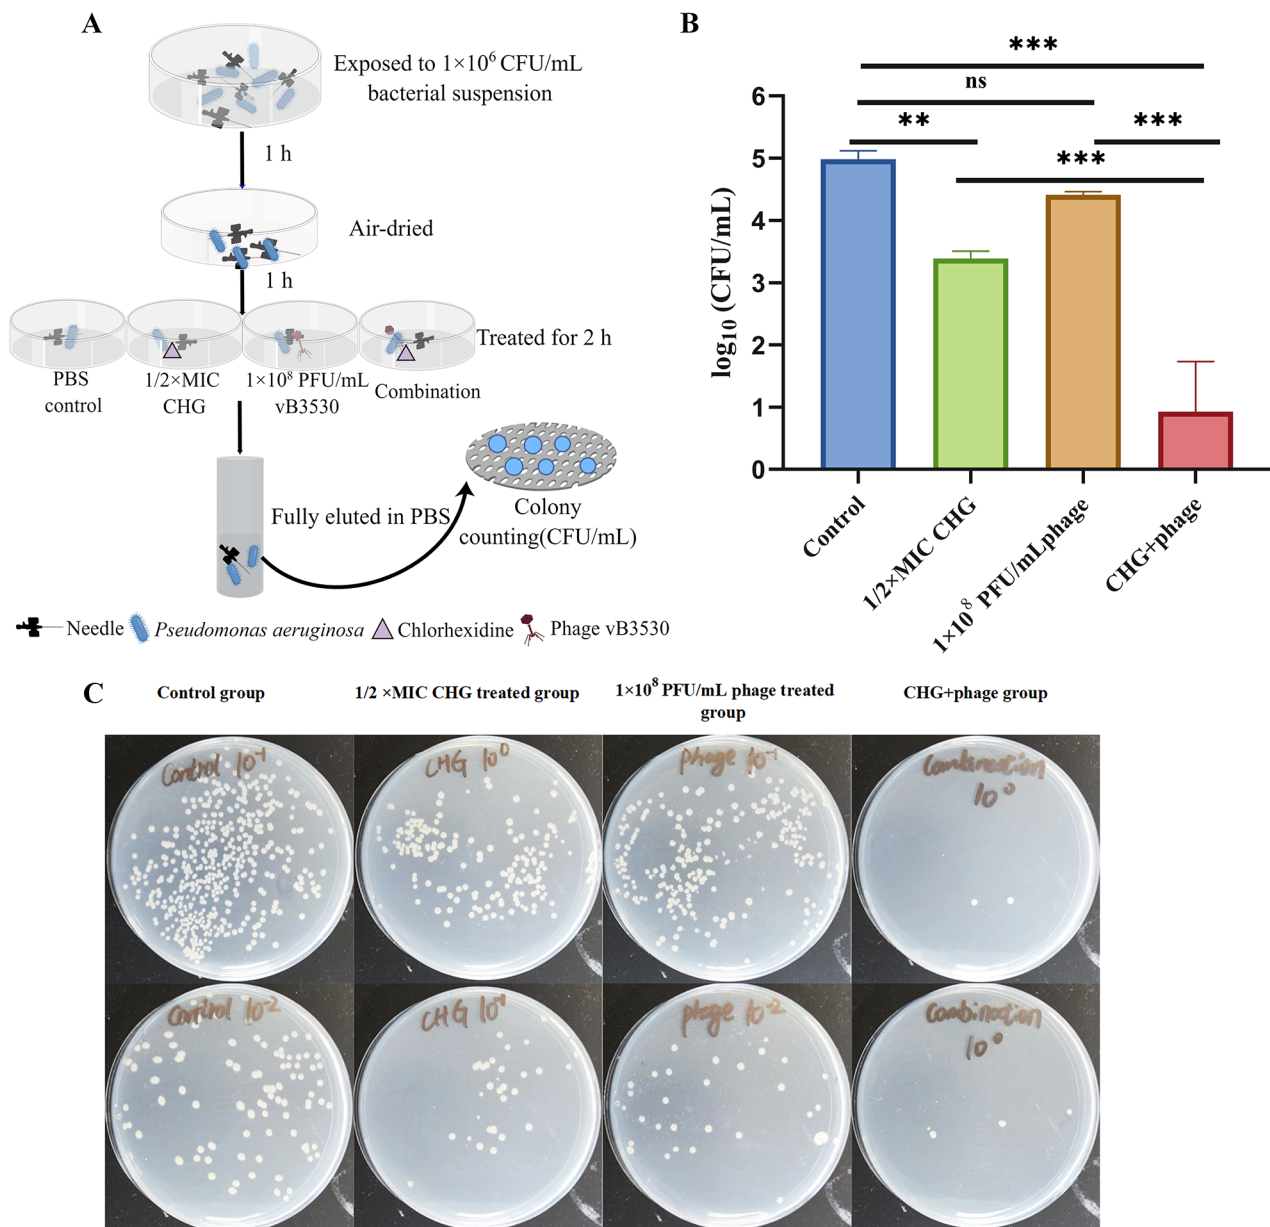 A
Exposed to 1×10⁶ CFU/mL
bacterial suspension
1 h
Air-dried
1 h
Treated for 2 h
PBS
control
1/2×MIC
CHG
1×10⁸ PFU/mL
vB3530
Combination
Fully eluted in PBS
Colony
counting(CFU/mL)
Needle
Pseudomonas aeruginosa
Chlorhexidine
Phage vB3530
B
***
ns
**
***
***
log₁₀ (CFU/mL)
6
5
4
3
2
1
0
Control
1/2×MIC CHG
1×10⁸ PFU/mLphage
CHG+phage
C
Control group
1/2 ×MIC CHG treated group
1×10⁸ PFU/mL phage treated
group
CHG+phage group
Control 10⁻¹
CHG 10⁰
phage 10⁻¹
Combination
10⁰
Control 10⁻²
CHG 10⁻¹
phage 10⁻²
Combination
10⁰